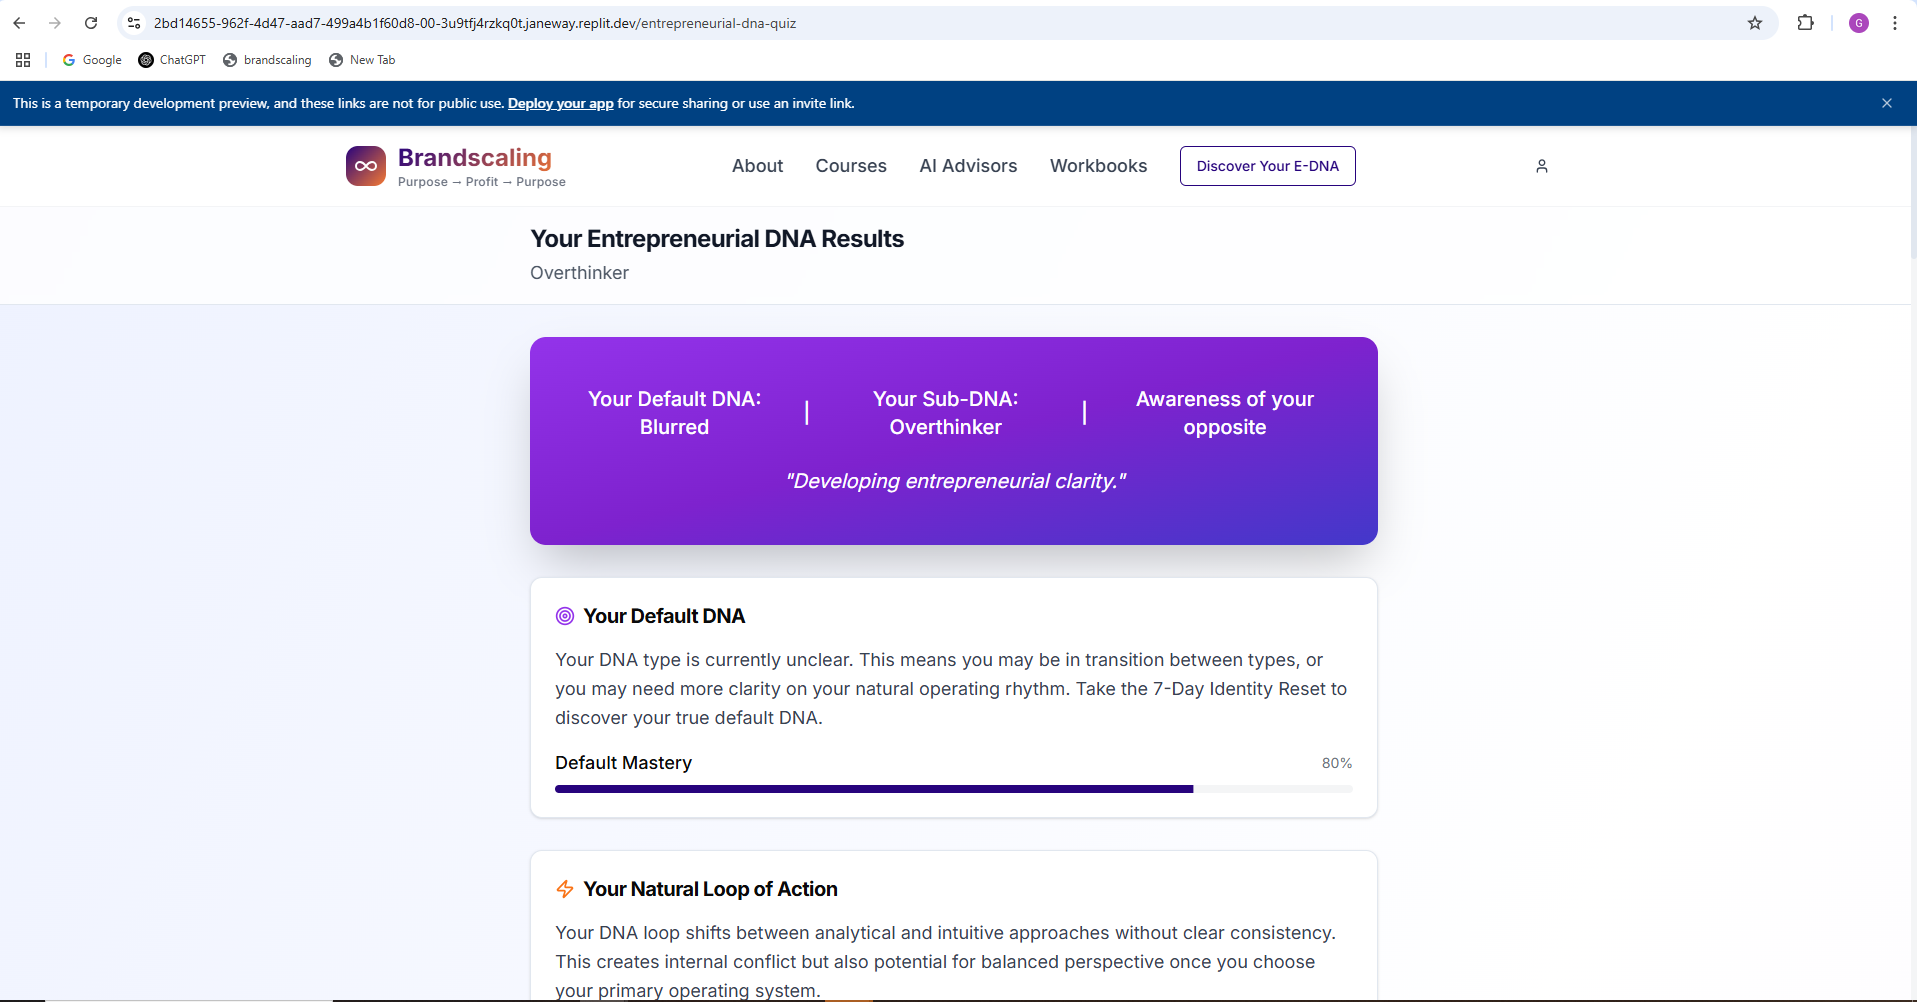 2bd14655-962f-4d47-aad7-499a4b1f60d8-00-3u9tfj4rzkq0t.janeway.replit.dev/entrepreneurial-dna-quiz
G
Google
ChatGPT
brandscaling
New Tab
This is a temporary development preview, and these links are not for public use. Deploy your app for secure sharing or use an invite link.
Brandscaling
Purpose → Profit → Purpose
About
Courses
AI Advisors
Workbooks
Discover Your E-DNA
Your Entrepreneurial DNA Results
Overthinker
Your Default DNA:
Blurred
|
Your Sub-DNA:
Overthinker
|
Awareness of your
opposite
"Developing entrepreneurial clarity."
Your Default DNA
Your DNA type is currently unclear. This means you may be in transition between types, or
you may need more clarity on your natural operating rhythm. Take the 7-Day Identity Reset to
discover your true default DNA.
Default Mastery
80%
Your Natural Loop of Action
Your DNA loop shifts between analytical and intuitive approaches without clear consistency.
This creates internal conflict but also potential for balanced perspective once you choose
your primary operating system.